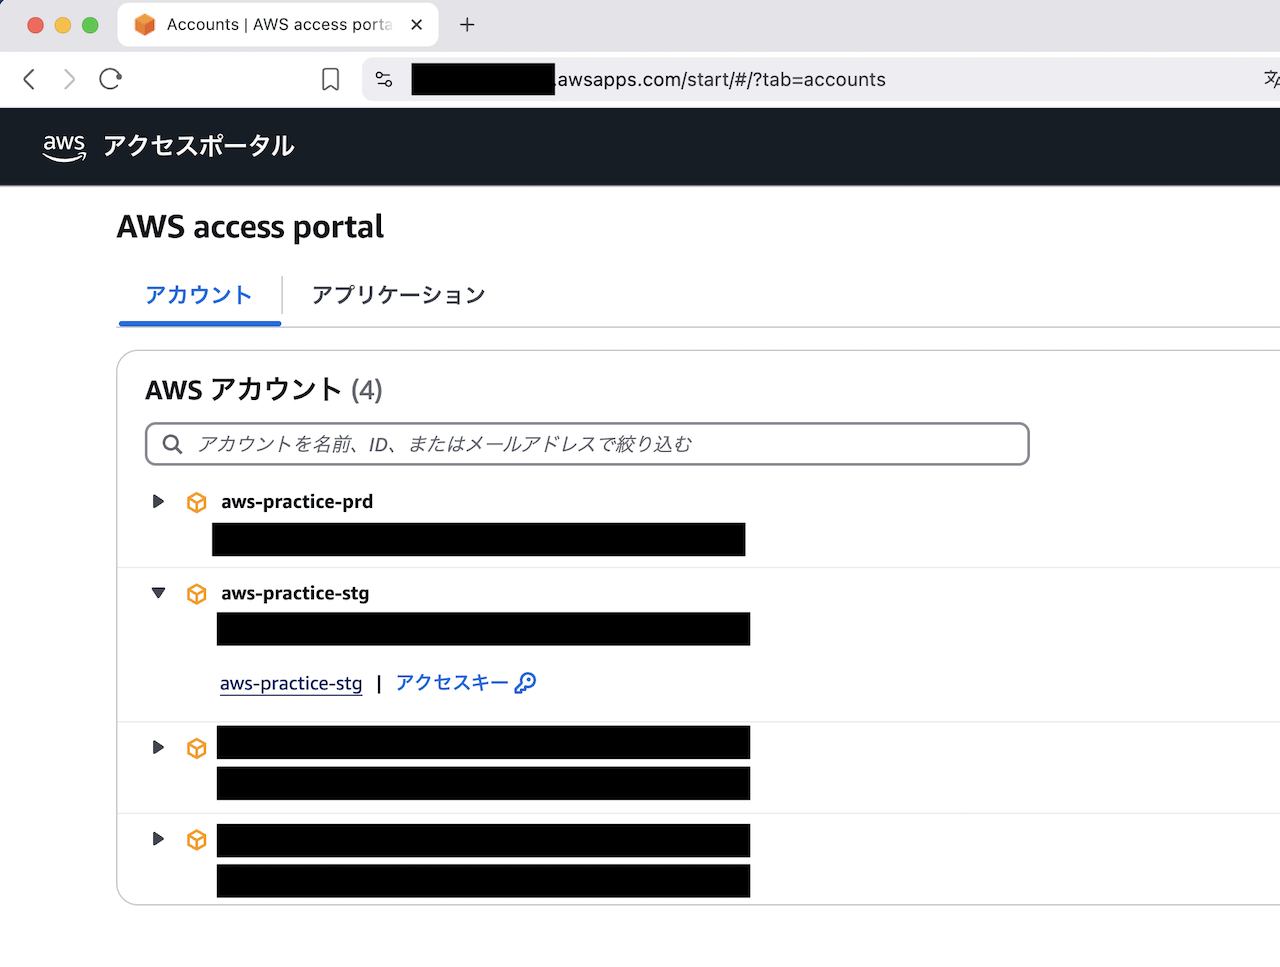 Accounts | AWS access porta
.awsapps.com/start/#/?tab=accounts
aws アクセスポータル
AWS access portal
アカウント アプリケーション
AWS アカウント (4)
アカウントを名前、ID、またはメールアドレスで絞り込む
aws-practice-prd
aws-practice-stg
aws-practice-stg | アクセスキー